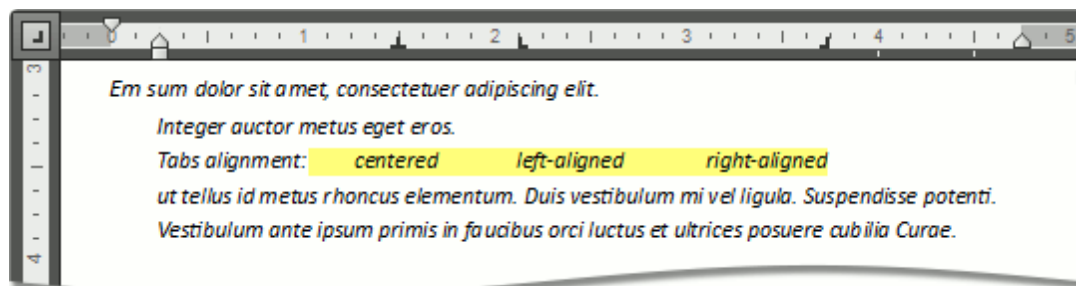 0 1 2 3 4 5
3
Em sum dolor sit amet, consectetuer adipiscing elit.
Integer auctor metus eget eros.
Tabs alignment: centered left-aligned right-aligned
ut tellus id metus rhoncus elementum. Duis vestibulum mi vel ligula. Suspendisse potenti.
Vestibulum ante ipsum primis in faucibus orci luctus et ultrices posuere cubilia Curae.
4